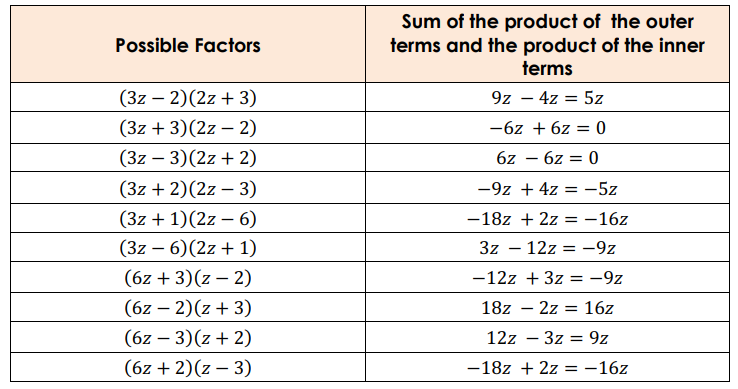 Possible Factors
Sum of the product of the outer
terms and the product of the inner
terms
(3z − 2)(2z + 3) 9z − 4z = 5z
(3z + 3)(2z − 2) −6z + 6z = 0
(3z − 3)(2z + 2) 6z − 6z = 0
(3z + 2)(2z − 3) −9z + 4z = −5z
(3z + 1)(2z − 6) −18z + 2z = −16z
(3z − 6)(2z + 1) 3z − 12z = −9z
(6z + 3)(z − 2) −12z + 3z = −9z
(6z − 2)(z + 3) 18z − 2z = 16z
(6z − 3)(z + 2) 12z − 3z = 9z
(6z + 2)(z − 3) −18z + 2z = −16z